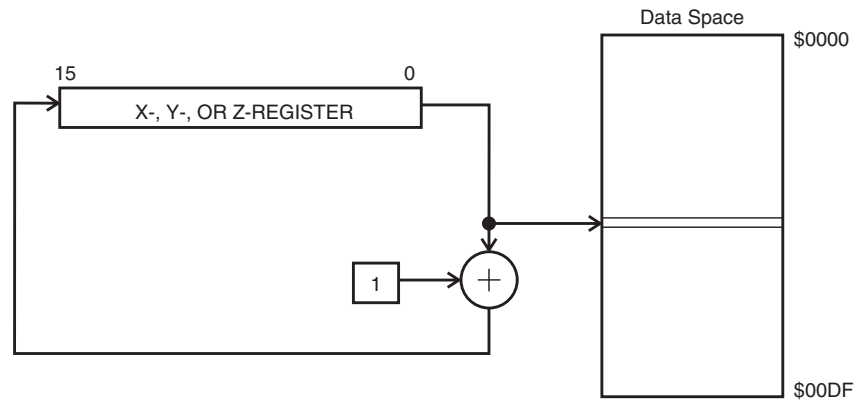 Data Space
$0000
15
0
X-, Y-, OR Z-REGISTER
1
+
$00DF